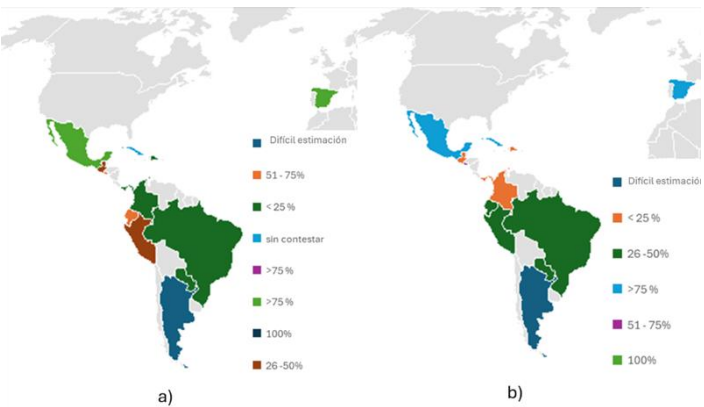 Difícil estimación
51 - 75%
< 25 %
sin contestar
>75 %
>75 %
100%
26 -50%
a)
Difícil estimación
< 25 %
26 -50%
>75 %
51 - 75%
100%
b)